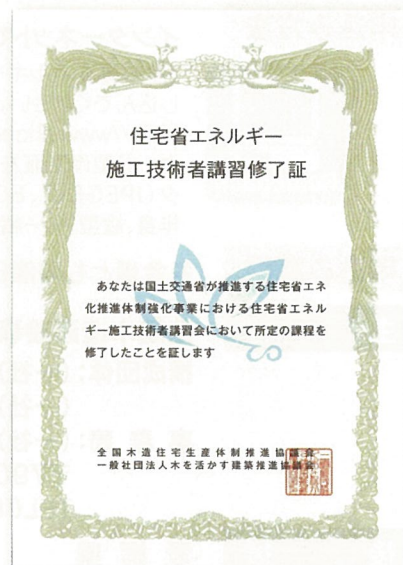 住宅省エネルギー
施工技術者講習修了証
あなたは国土交通省が推進する住宅省エネ
化推進体制強化事業における住宅省エネル
ギー施工技術者講習会において所定の課程を
修了したことを証します
全国木造住宅生産体制推進協議会
一般社団法人木を活かす建築推進協議会